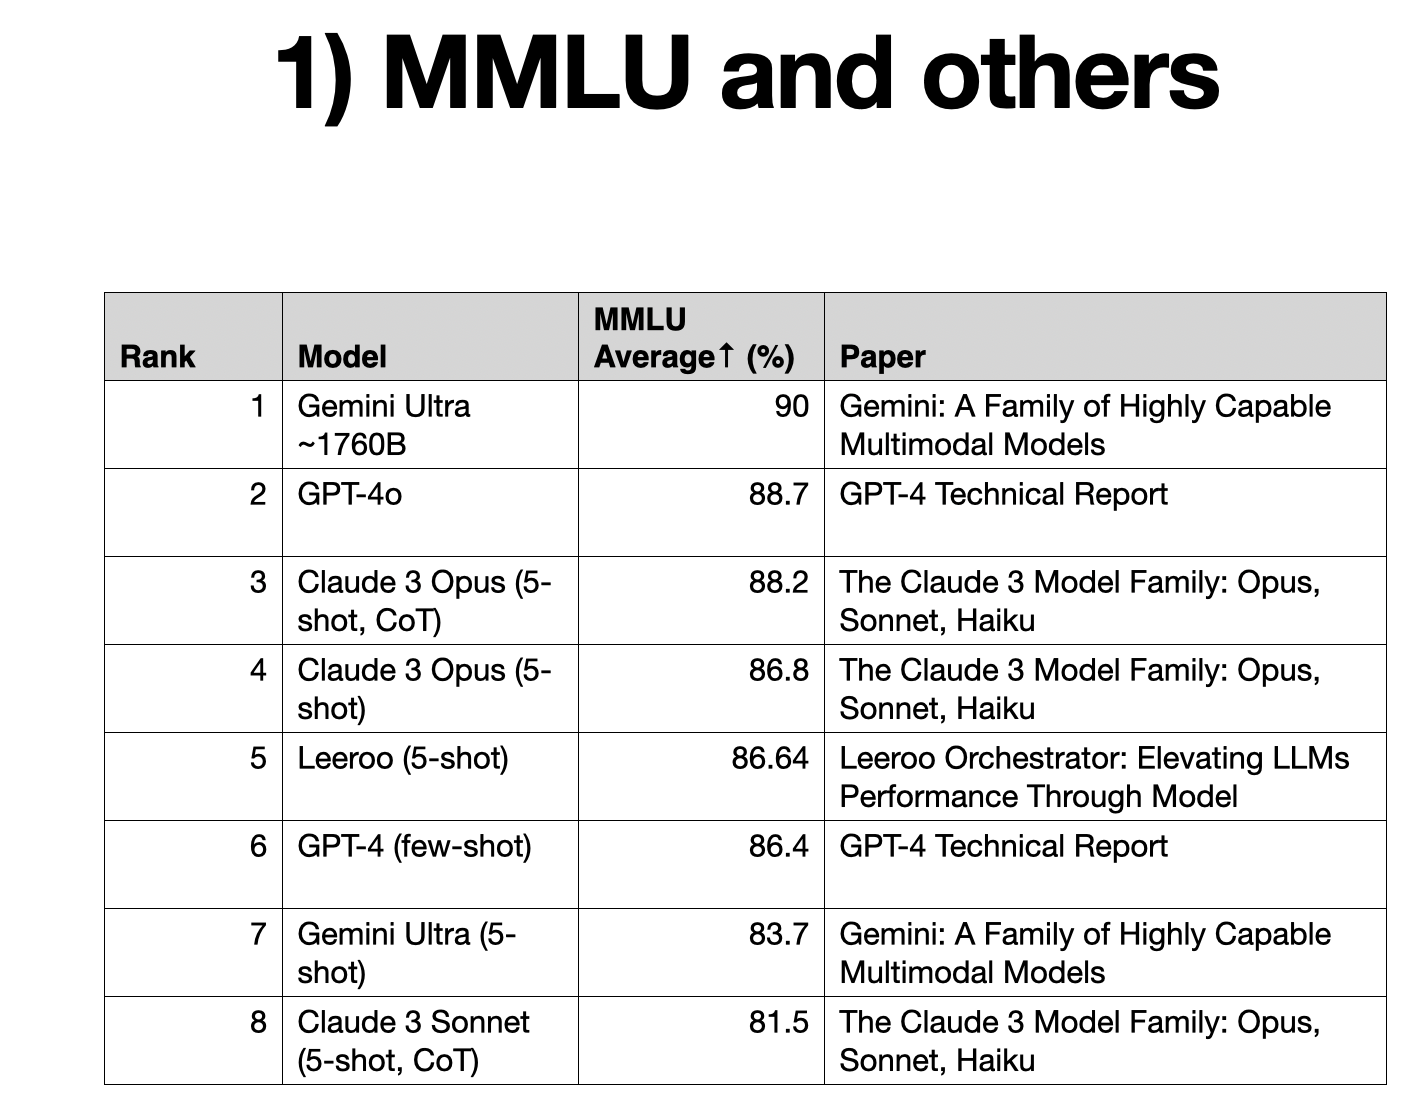 1) MMLU and others
Rank
Model
MMLU
Average↑ (%)
Paper
1
Gemini Ultra
~1760B
90
Gemini: A Family of Highly Capable
Multimodal Models
2
GPT-4o
88.7
GPT-4 Technical Report
3
Claude 3 Opus (5-
shot, CoT)
88.2
The Claude 3 Model Family: Opus,
Sonnet, Haiku
4
Claude 3 Opus (5-
shot)
86.8
The Claude 3 Model Family: Opus,
Sonnet, Haiku
5
Leeroo (5-shot)
86.64
Leeroo Orchestrator: Elevating LLMs
Performance Through Model
6
GPT-4 (few-shot)
86.4
GPT-4 Technical Report
7
Gemini Ultra (5-
shot)
83.7
Gemini: A Family of Highly Capable
Multimodal Models
8
Claude 3 Sonnet
(5-shot, CoT)
81.5
The Claude 3 Model Family: Opus,
Sonnet, Haiku